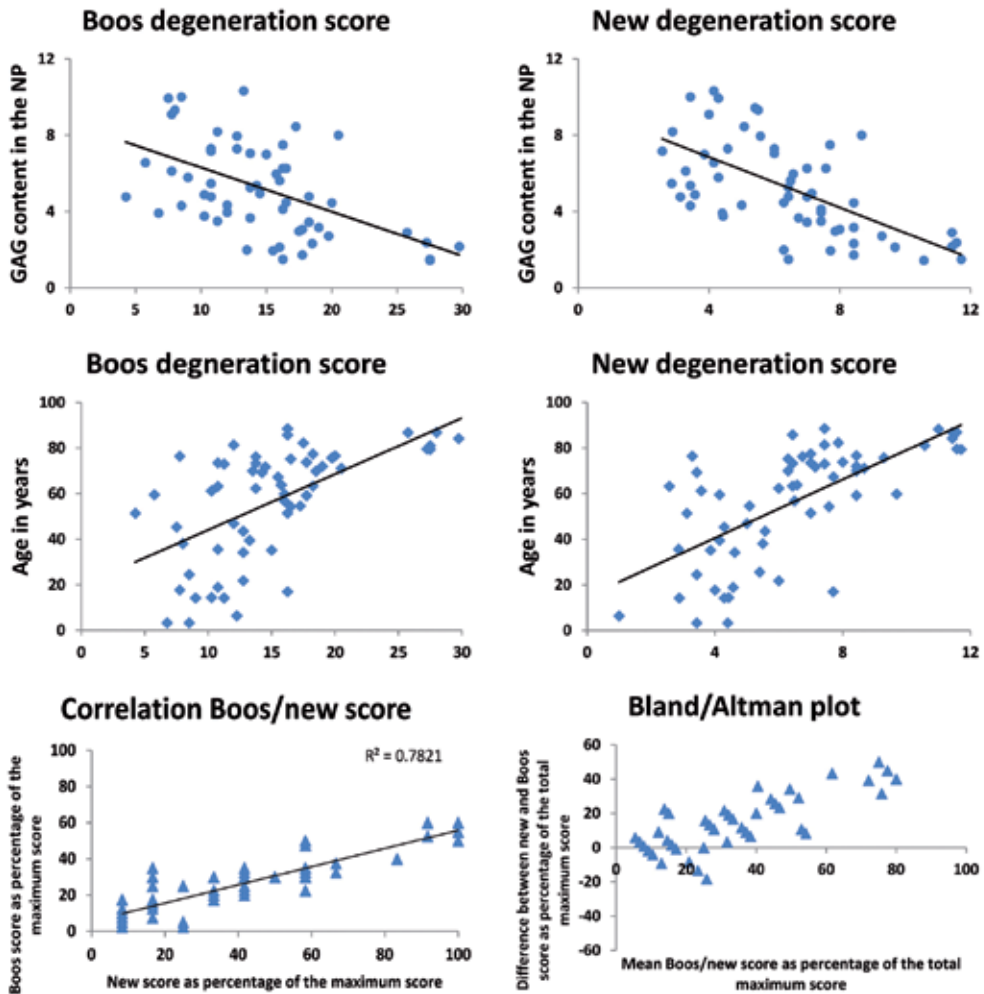 Boos degeneration score
GAG content in the NP
12
8
4
0
0 5 10 15 20 25 30
New degeneration score
GAG content in the NP
12
8
4
0
0 4 8 12
Boos degneration score
Age in years
100
80
60
40
20
0
0 5 10 15 20 25 30
New degeneration score
Age in years
100
80
60
40
20
0
0 4 8 12
Correlation Boos/new score
R² = 0.7821
Boos score as percentage of the
maximum score
100
80
60
40
20
0
0 20 40 60 80 100
New score as percentage of the maximum score
Bland/Altman plot
Difference between new and Boos
score as percentage of the total
maximum score
60
40
20
0
-20
-40
-60
0 20 40 60 80 100
Mean Boos/new score as percentage of the total
maximum score